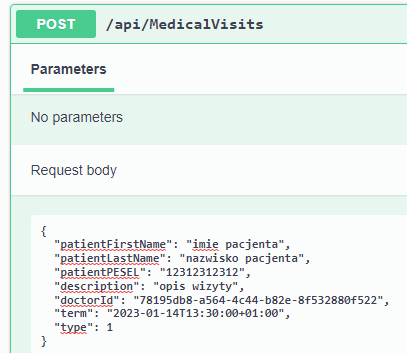 POST /api/MedicalVisits
Parameters
No parameters
Request body
{
"patientFirstName": "imie pacjenta",
"patientLastName": "nazwisko pacjenta",
"patientPESEL": "12312312312",
"description": "opis wizyty",
"doctorId": "78195db8-a564-4c44-b82e-8f532880f522",
"term": "2023-01-14T13:30:00+01:00",
"type": 1
}